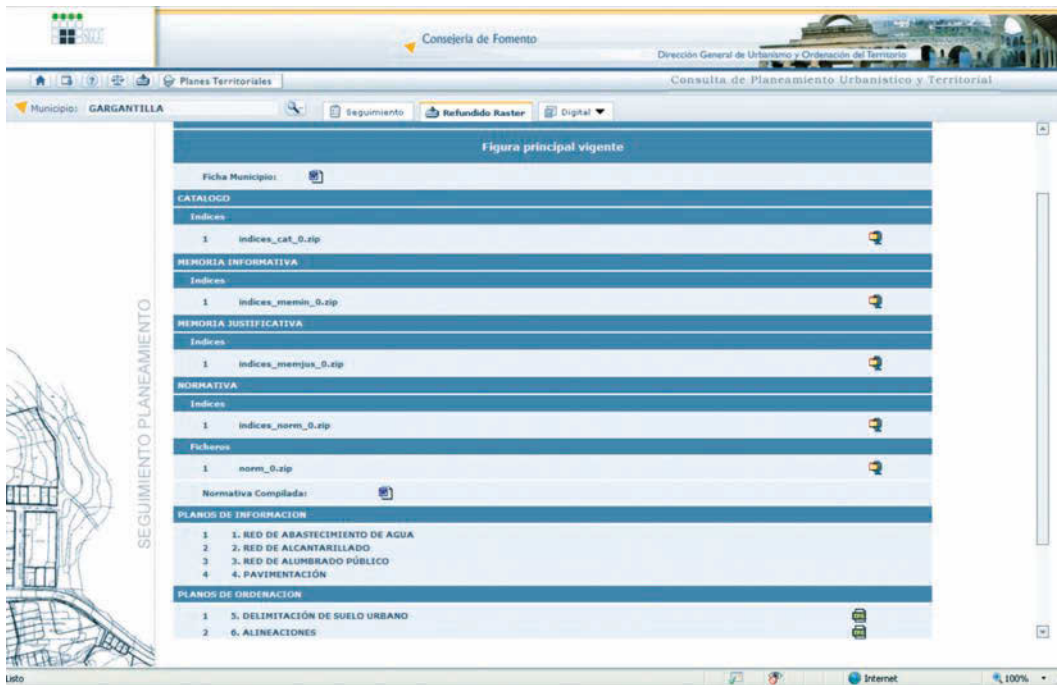 Consejería de Fomento
Dirección General de Urbanismo y Ordenación del Territorio
Planes Territoriales
Consulta de Planeamiento Urbanístico y Territorial
Municipio: GARGANTILLA
Seguimiento
Refundido Raster
Digital
Figura principal vigente
Ficha Municipio:
CATALOGO
Indices
1 indices_cat_0.zip
MEMORIA INFORMATIVA
Indices
1 indices_memin_0.zip
MEMORIA JUSTIFICATIVA
Indices
1 indices_memjus_0.zip
NORMATIVA
Indices
1 indices_norm_0.zip
Ficheros
1 norm_0.zip
Normativa Compilada:
PLANOS DE INFORMACION
1 1. RED DE ABASTECIMIENTO DE AGUA
2 2. RED DE ALCANTARILLADO
3 3. RED DE ALUMBRADO PÚBLICO
4 4. PAVIMENTACIÓN
PLANOS DE ORDENACION
1 5. DELIMITACIÓN DE SUELO URBANO
2 6. ALINEACIONES
SEGUIMIENTO PLANEAMIENTO
Listo
Internet
100%